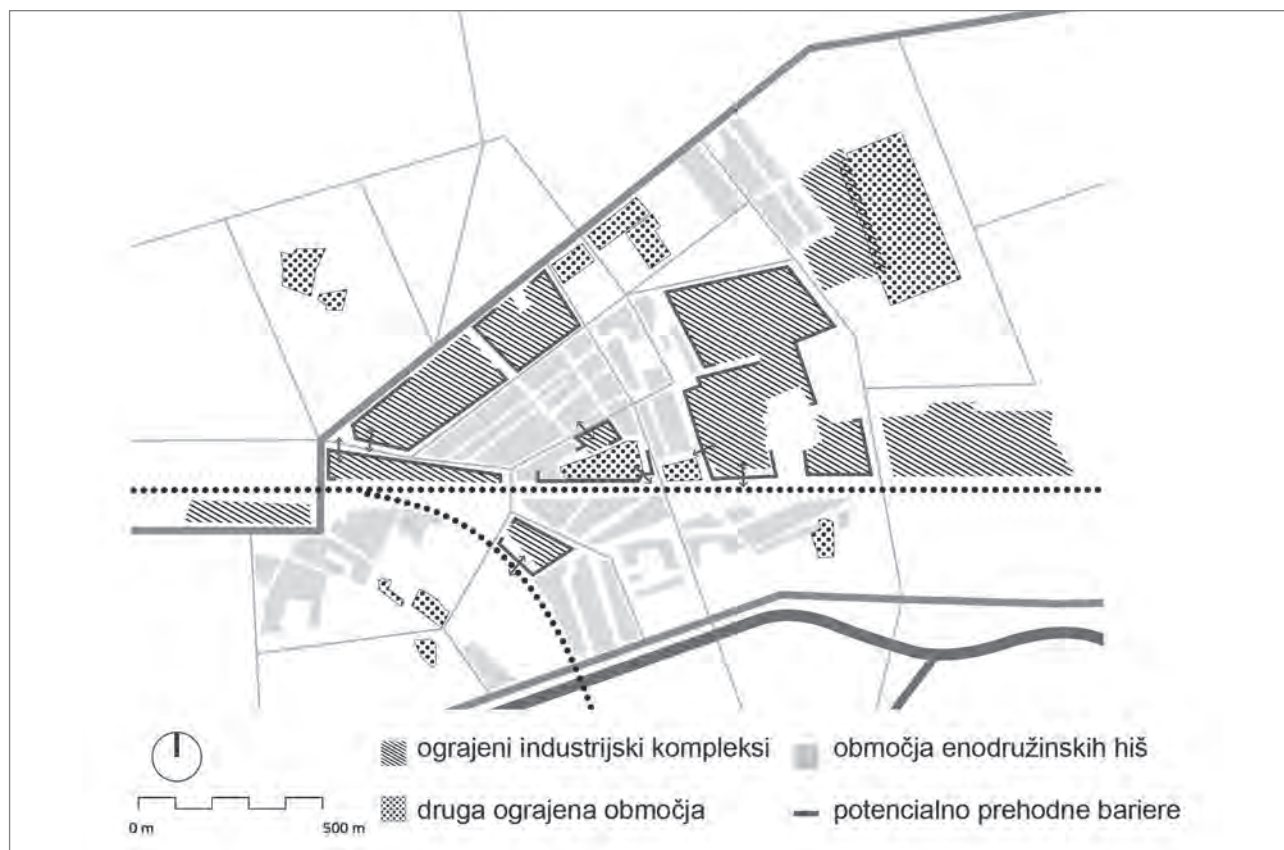 ograjeni industrijski kompleksi
območja enodružinskih hiš
druga ograjena območja
potencialno prehodne bariere
0 m
500 m